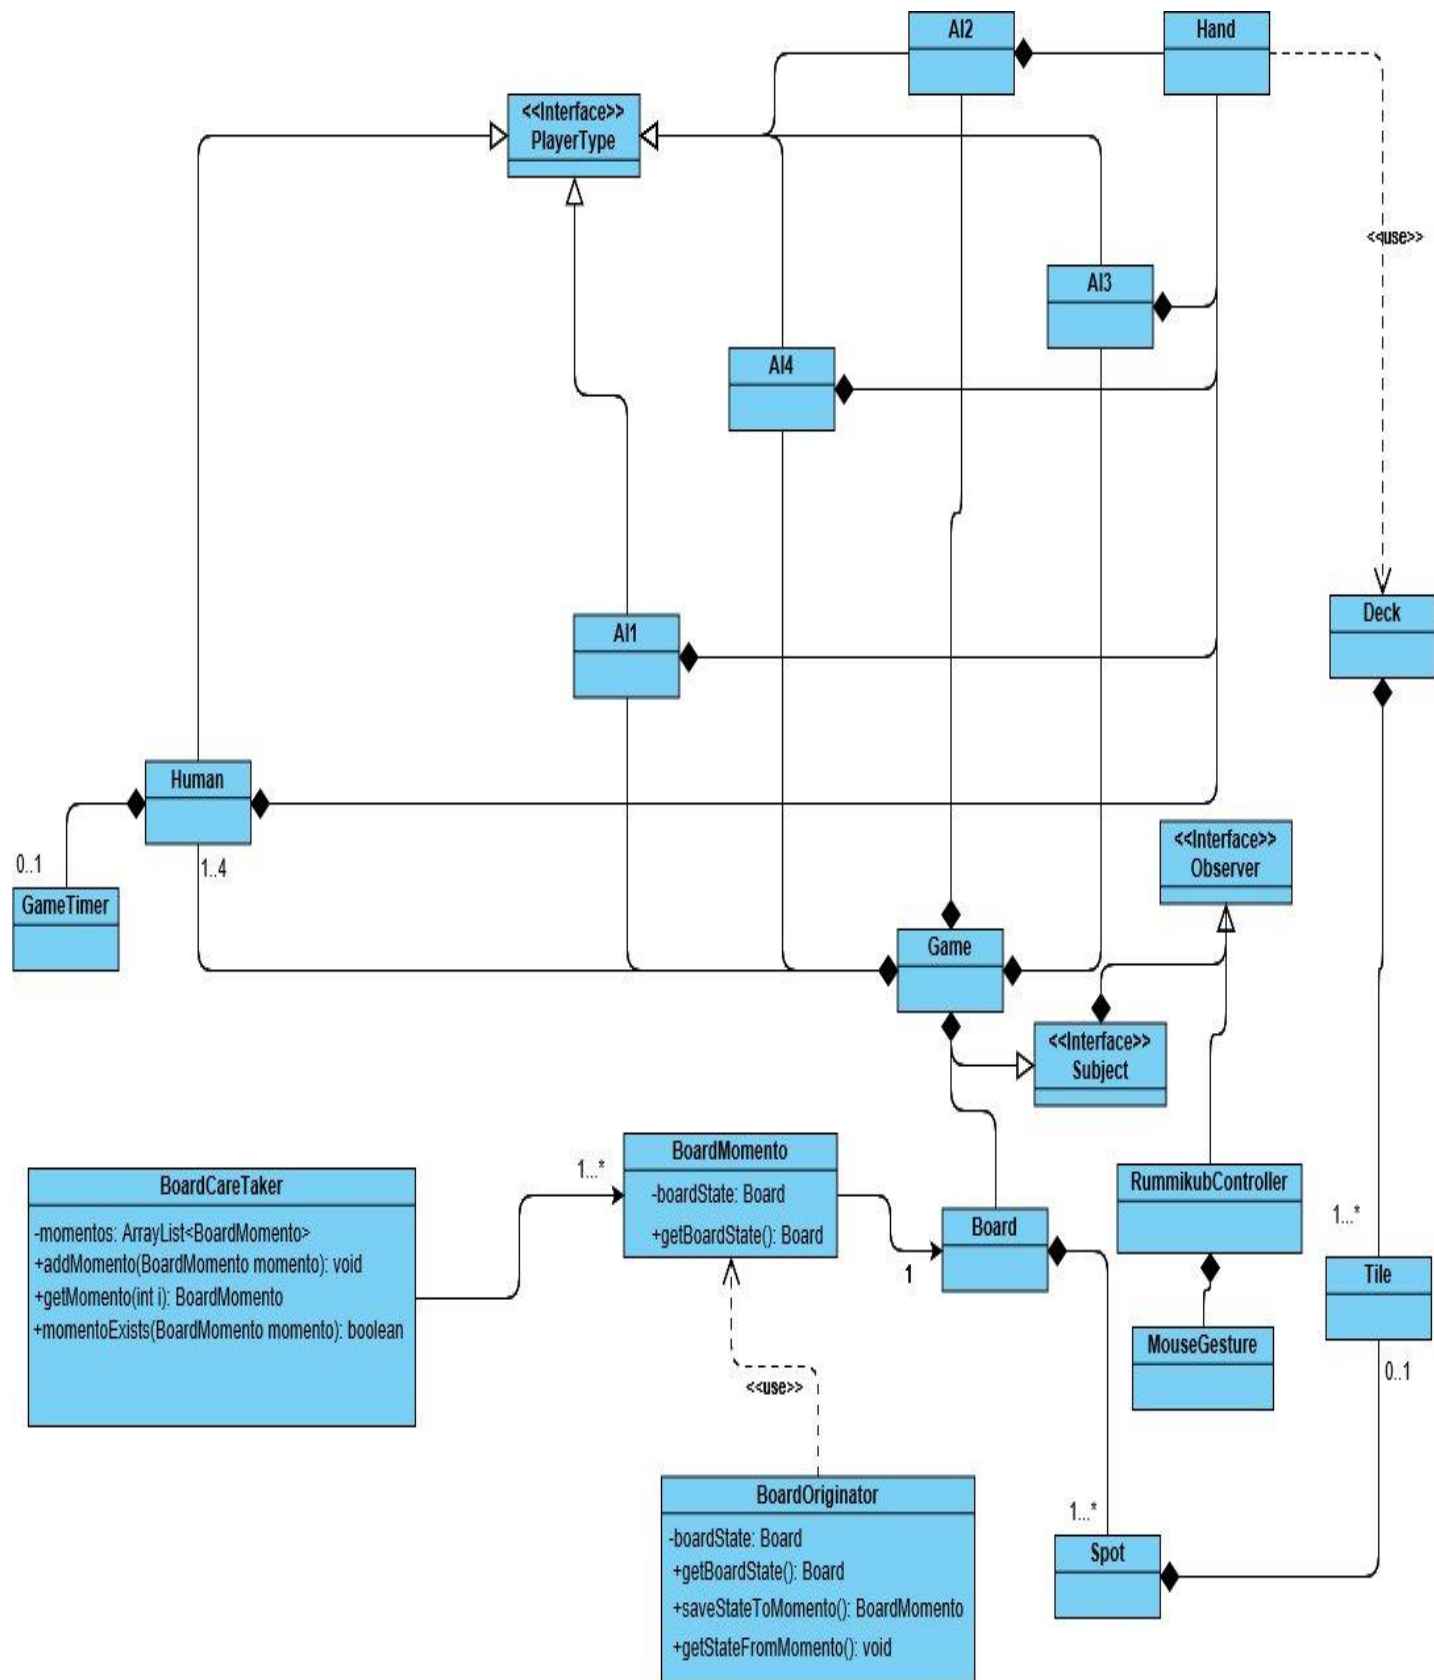 AI2
Hand
<<Interface>>
PlayerType
<<use>>
AI3
AI4
Deck
AI1
Human
0..1
1..4
GameTimer
<<Interface>>
Observer
Game
<<Interface>>
Subject
BoardCareTaker
-momentos: ArrayList<BoardMomento>
+addMomento(BoardMomento momento): void
+getMomento(int i): BoardMomento
+momentoExists(BoardMomento momento): boolean
1...*
BoardMomento
-boardState: Board
+getBoardState(): Board
1
Board
RummikubController
1...*
Tile
MouseGesture
0..1
<<use>>
BoardOriginator
-boardState: Board
+getBoardState(): Board
+saveStateToMomento(): BoardMomento
+getStateFromMomento(): void
1...*
Spot